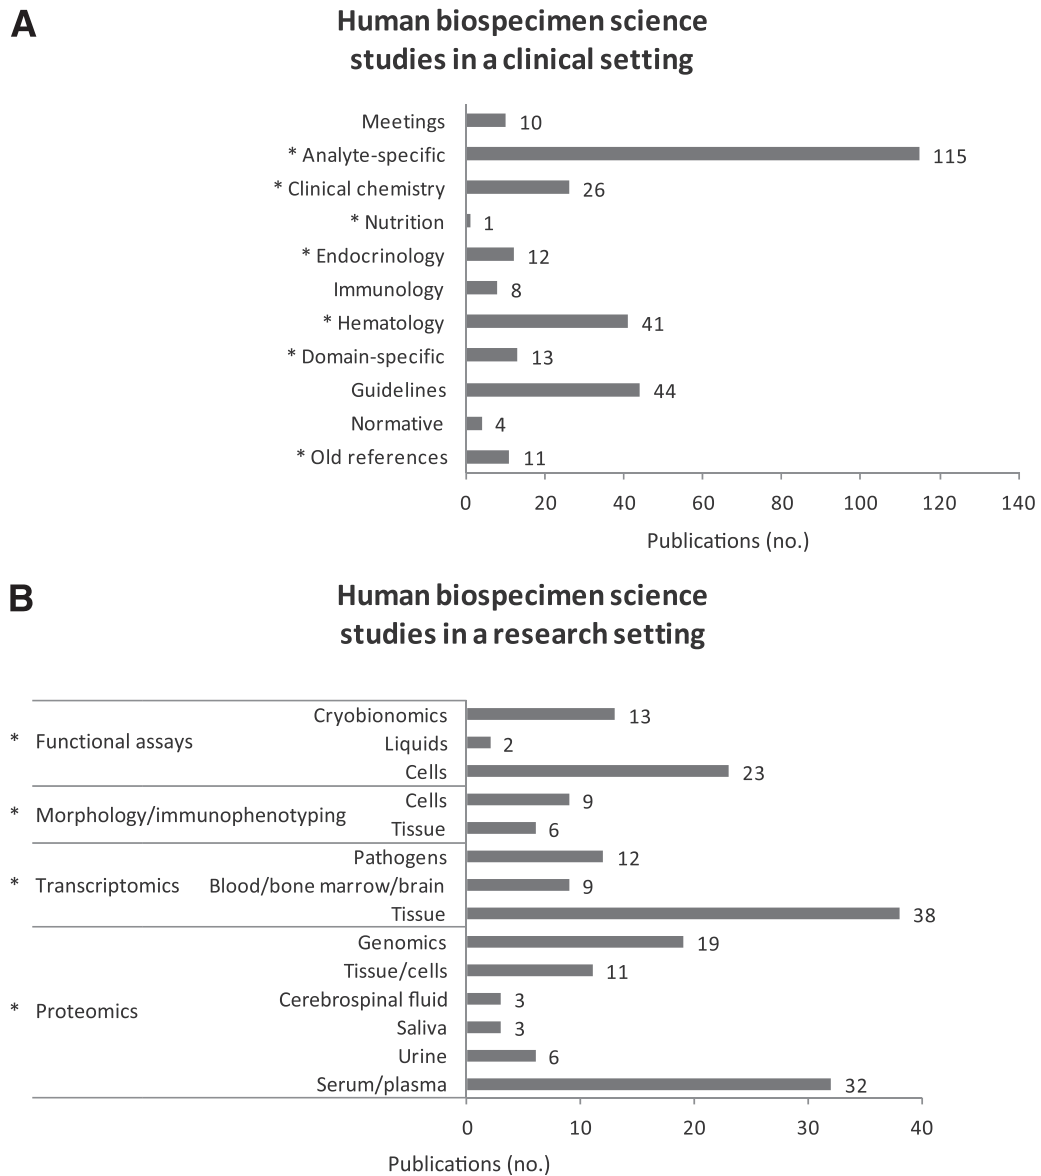 A
Human biospecimen science
studies in a clinical setting
Meetings 10
* Analyte-specific 115
* Clinical chemistry 26
* Nutrition 1
* Endocrinology 12
Immunology 8
* Hematology 41
* Domain-specific 13
Guidelines 44
Normative 4
* Old references 11
0 20 40 60 80 100 120 140
Publications (no.)
B
Human biospecimen science
studies in a research setting
Cryobionomics 13
* Functional assays
Liquids 2
Cells 23
Cells 9
* Morphology/immunophenotyping
Tissue 6
Pathogens 12
* Transcriptomics Blood/bone marrow/brain 9
Tissue 38
Genomics 19
Tissue/cells 11
Cerebrospinal fluid 3
* Proteomics
Saliva 3
Urine 6
Serum/plasma 32
0 10 20 30 40
Publications (no.)